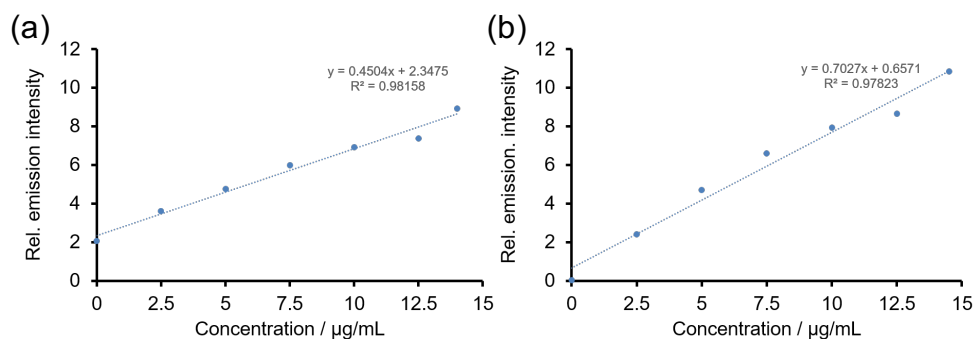 (a)
y = 0.4504x + 2.3475
R² = 0.98158
Rel. emission intensity
12
10
8
6
4
2
0
0 2.5 5 7.5 10 12.5 15
Concentration / µg/mL
(b)
y = 0.7027x + 0.6571
R² = 0.97823
Rel. emission. intensity
12
10
8
6
4
2
0
0 2.5 5 7.5 10 12.5 15
Concentration / µg/mL